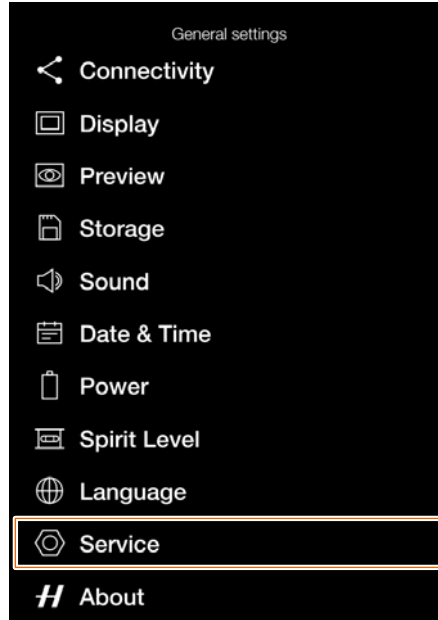 General settings
Connectivity
Display
Preview
Storage
Sound
Date & Time
Power
Spirit Level
Language
Service
About